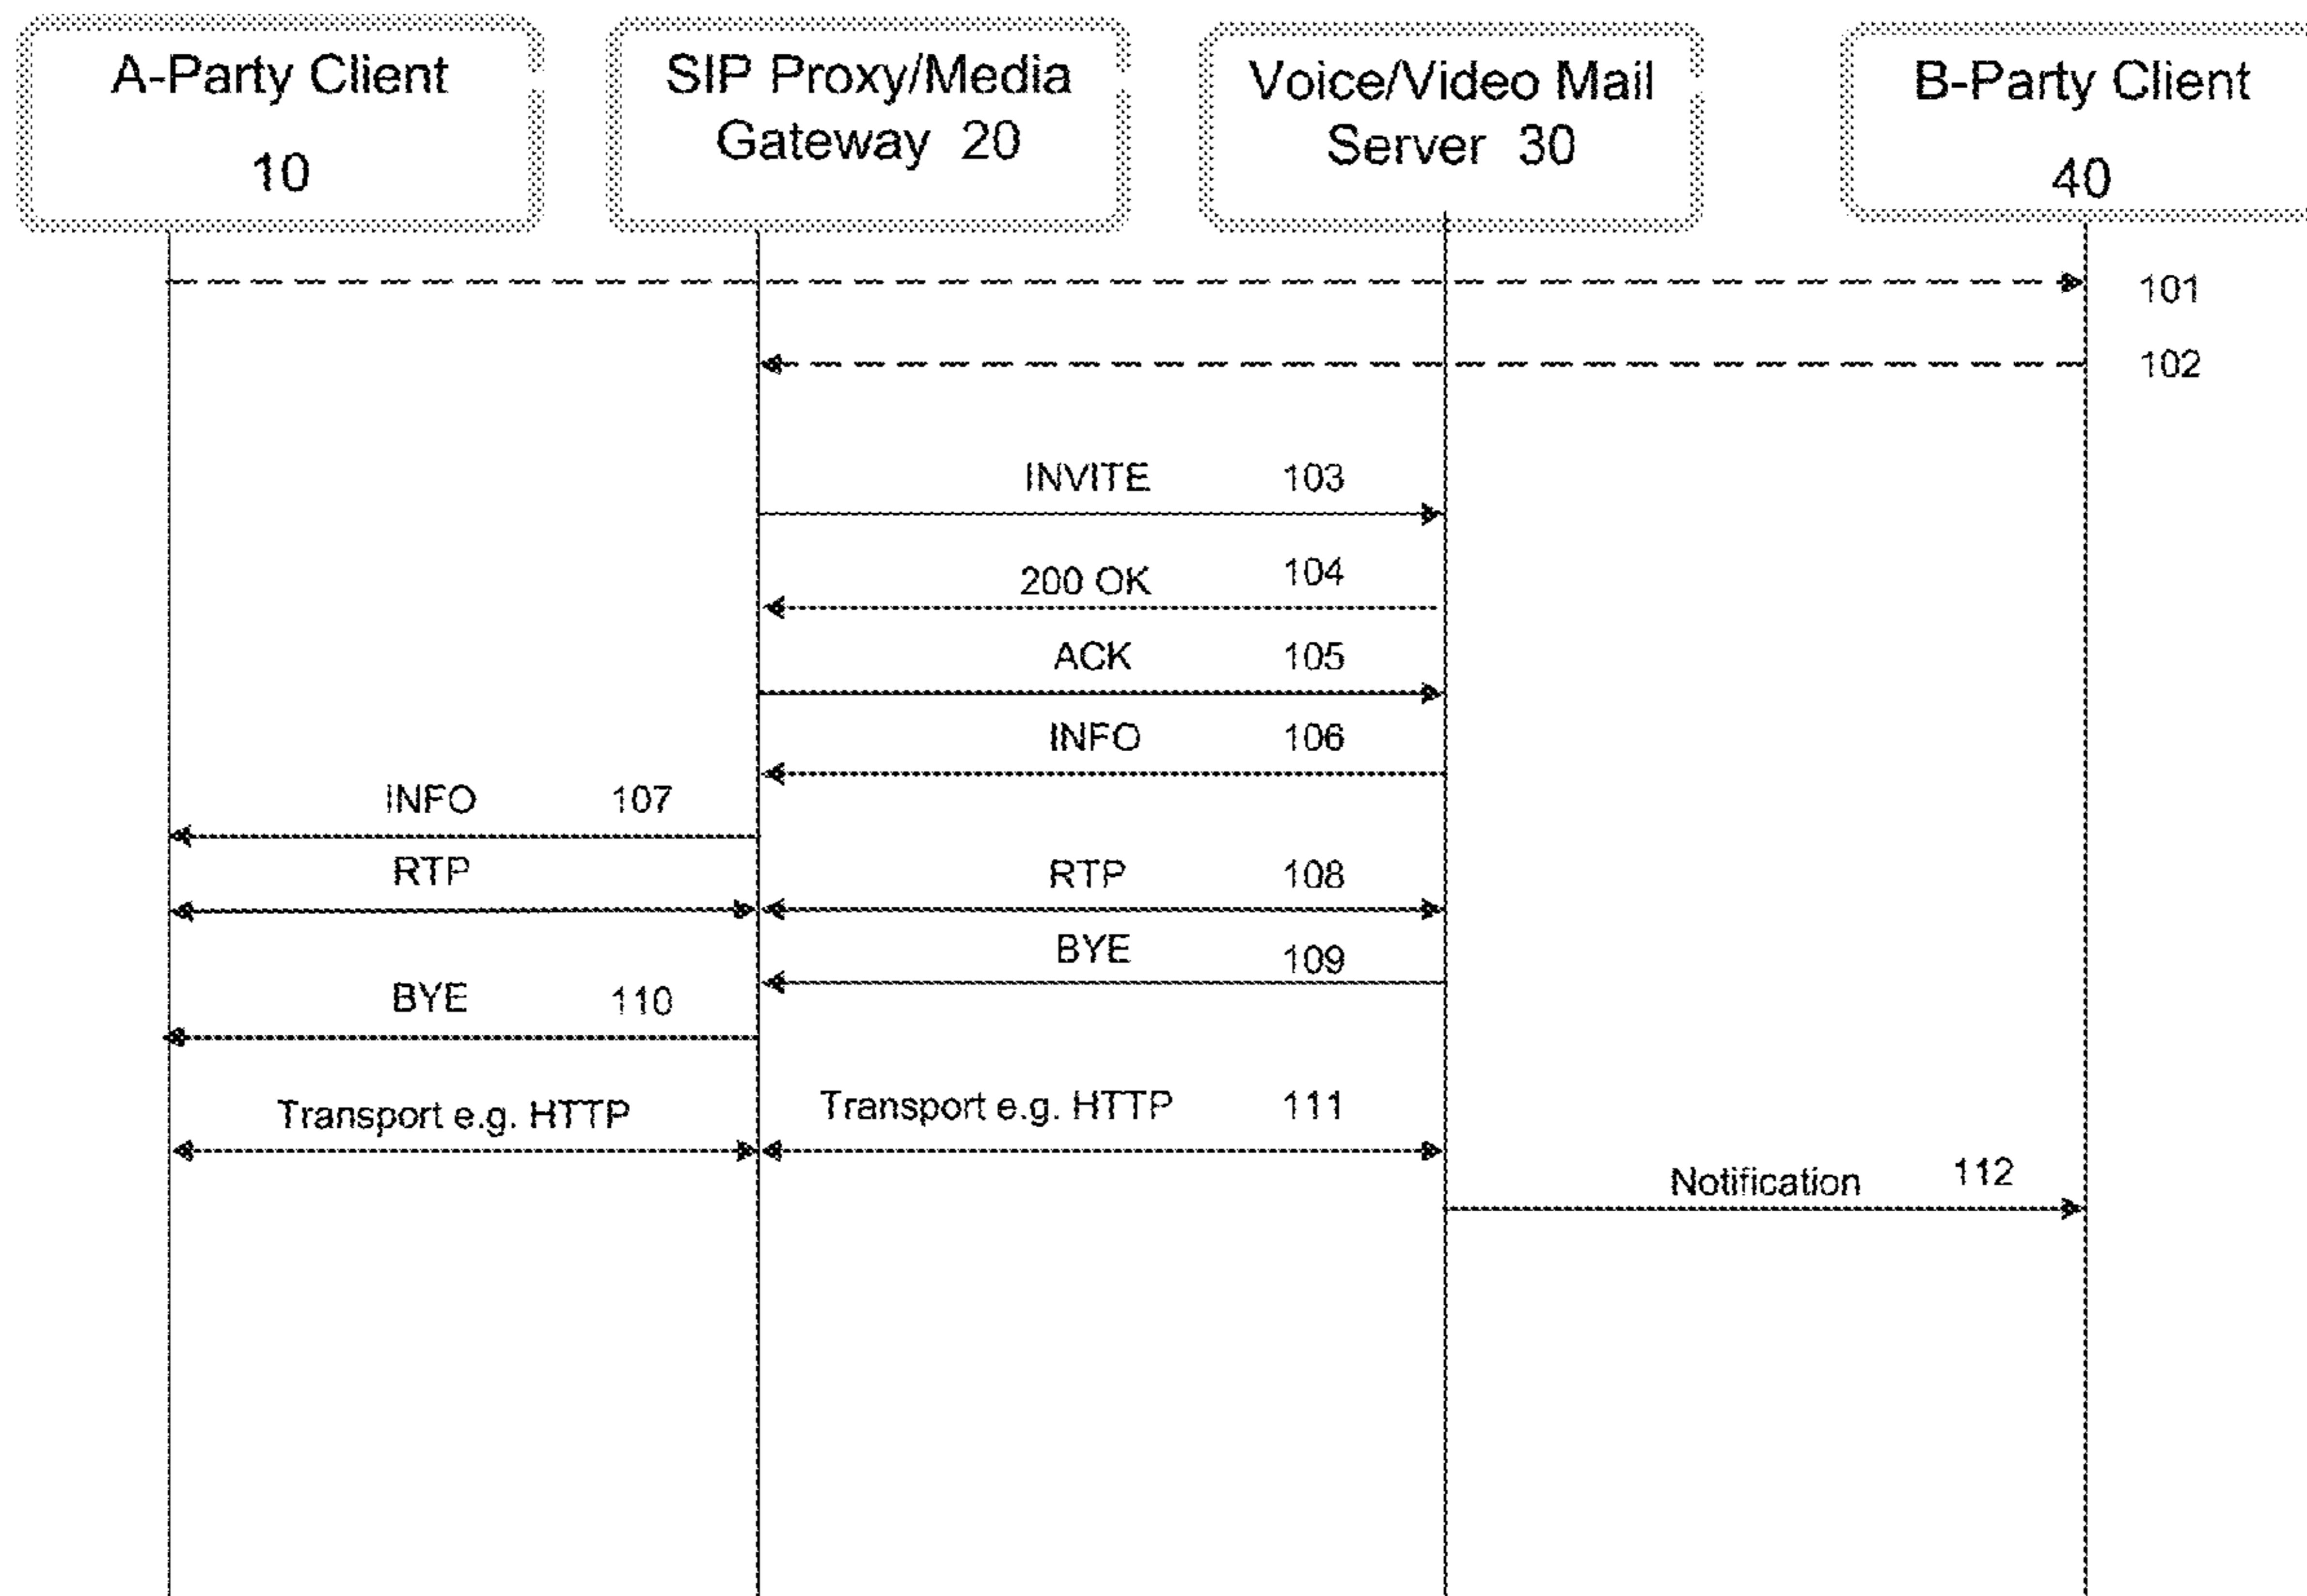 A-Party Client
10
SIP Proxy/Media
Gateway 20
Voice/Video Mail
Server 30
B-Party Client
40
101
102
INVITE 103
200 OK 104
ACK 105
INFO 106
INFO 107
RTP
RTP 108
BYE 109
BYE 110
Transport e.g. HTTP
Transport e.g. HTTP 111
Notification 112